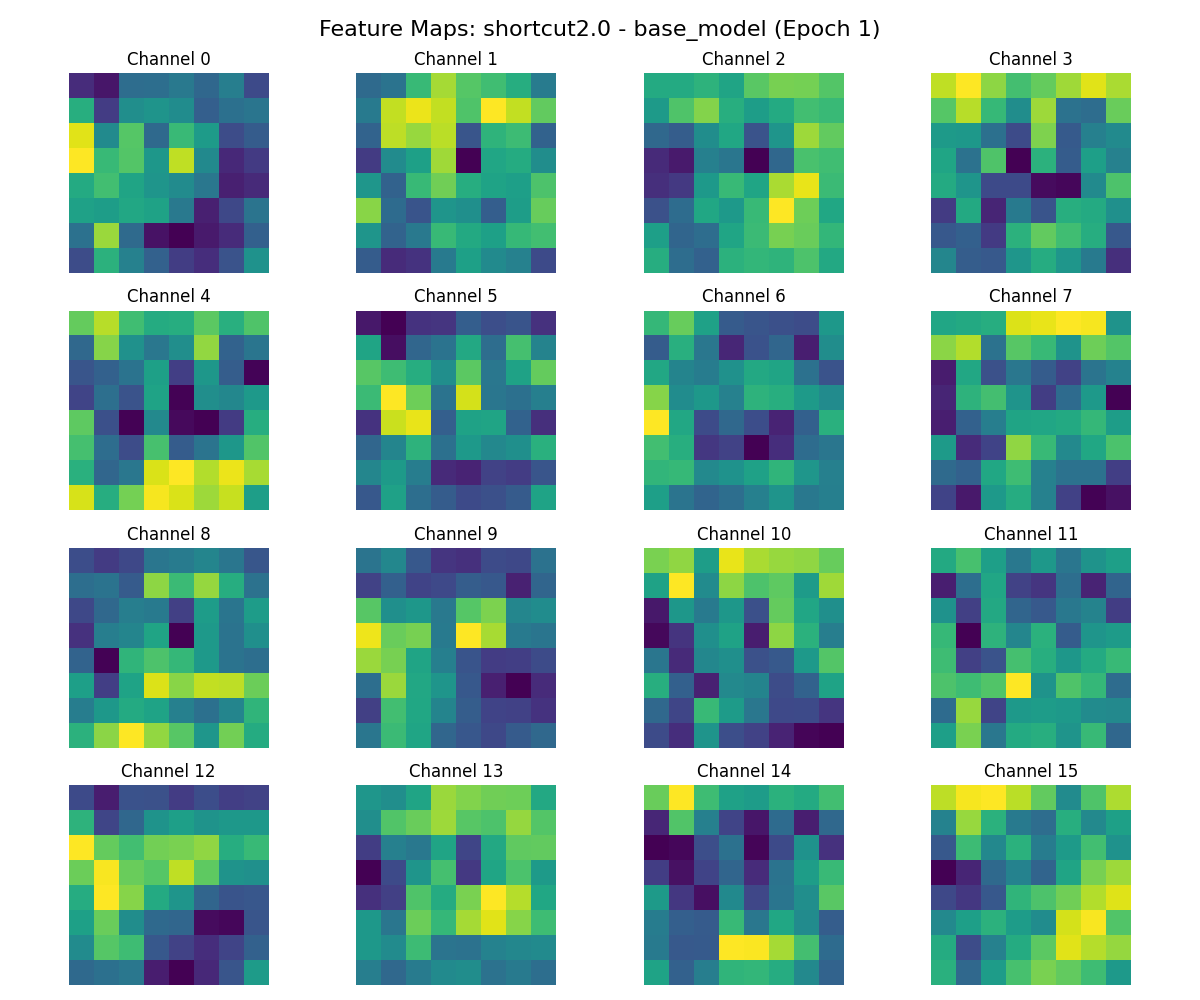 Feature Maps: shortcut2.0 - base_model (Epoch 1)
Channel 0
Channel 1
Channel 2
Channel 3
Channel 4
Channel 5
Channel 6
Channel 7
Channel 8
Channel 9
Channel 10
Channel 11
Channel 12
Channel 13
Channel 14
Channel 15